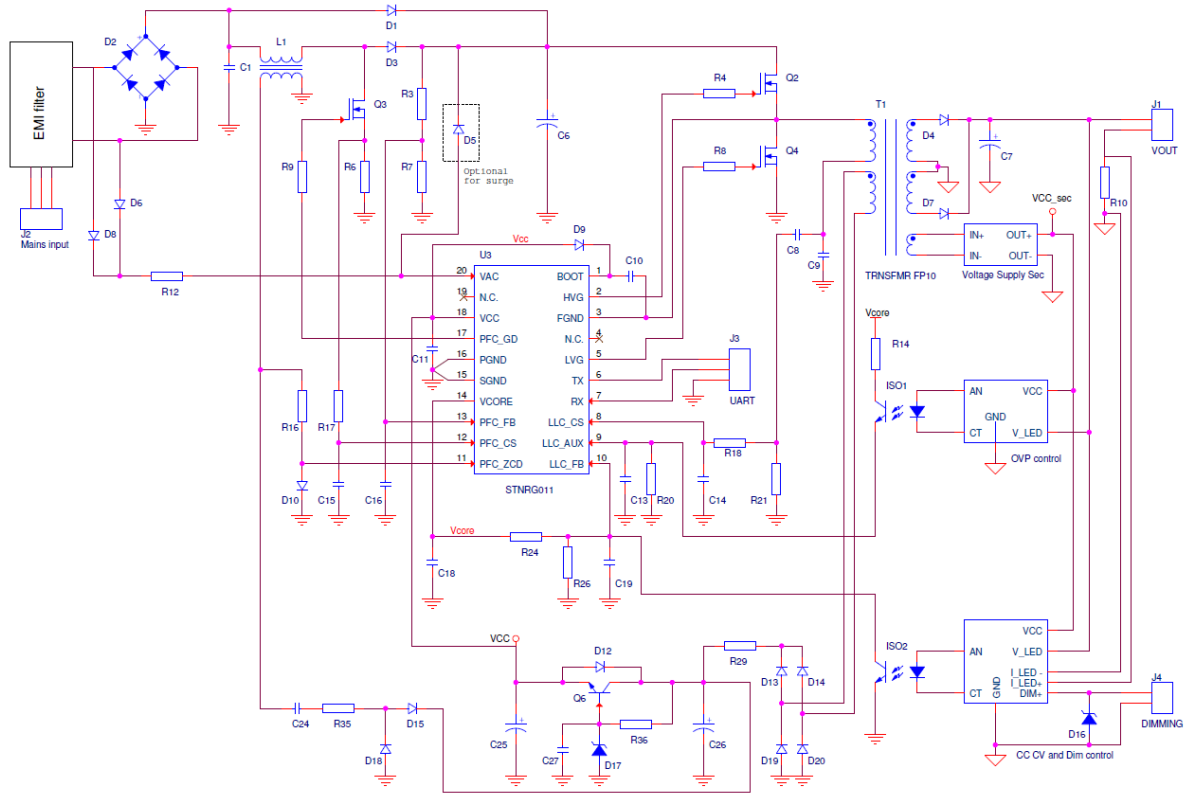 D1
D2
L1
C1
D3
EMI filter
Q3
R3
D5
Optional
for surge
C6
R4
Q2
R8
Q4
T1
D4
C7
J1
VOUT
R9
R6
R7
R10
D6
D8
D7
J2
Mains input
VCC_sec
IN+
OUT+
IN-
OUT-
Voltage Supply Sec
TRNSFMR FP10
R12
Vcc
D9
C10
C8
C9
U3
20 VAC
BOOT 1
19 N.C.
HVG 2
18 VCC
FGND 3
17 PFC_GD
N.C. 4
16 PGND
LVG 5
15 SGND
TX 6
14 VCORE
RX 7
13 PFC_FB
LLC_CS 8
12 PFC_CS
LLC_AUX 9
11 PFC_ZCD
LLC_FB 10
STNRG011
C11
J3
UART
Vcore
R14
ISO1
AN
VCC
GND
CT
V_LED
OVP control
R16
R17
R18
D10
C15
C16
C13
R20
C14
R21
Vcore
R24
C18
R26
C19
VCC
D12
R29
Q6
D13
D14
ISO2
VCC
AN
V_LED
I_LED -
I_LED+
CT
GND
DIM+
J4
DIMMING
D16
CC CV and Dim control
C24
R35
D15
D18
C25
C27
D17
R36
C26
D19
D20